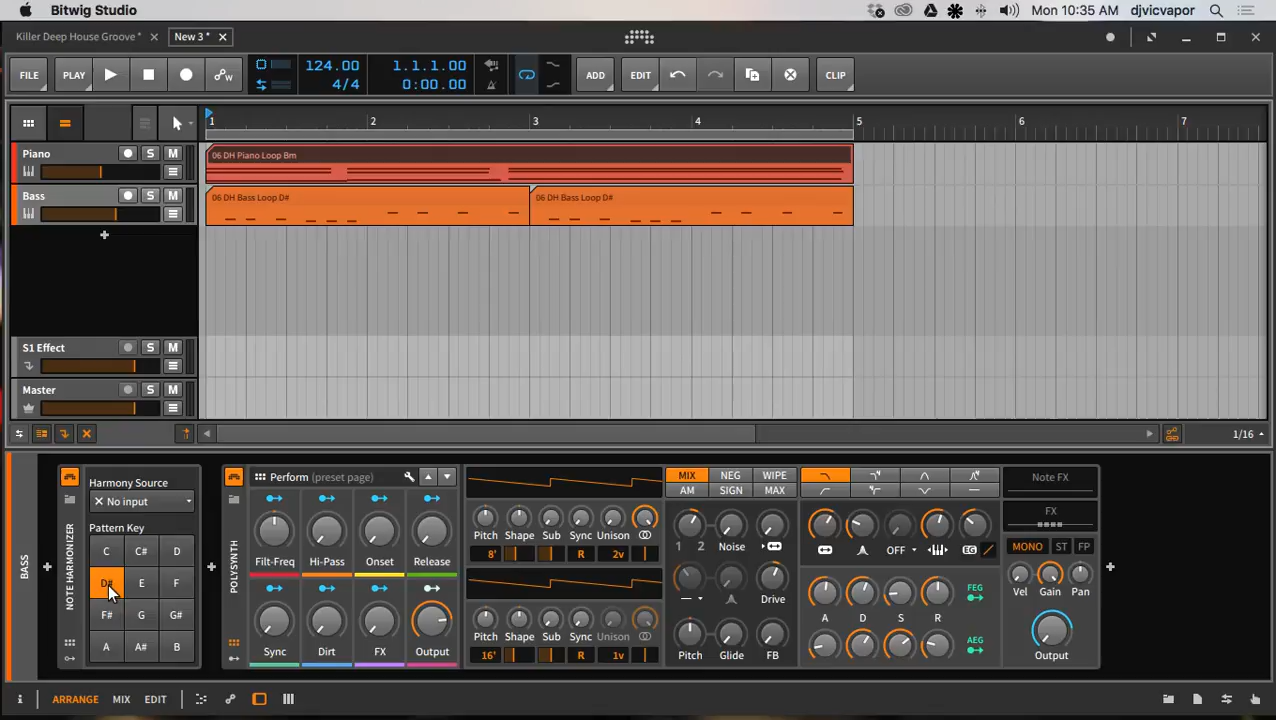 Bitwig Studio
Mon 10:35 AM djvicvapor
Killer Deep House Groove *
New 3 *
FILE PLAY 124.00 1.1.1.00 ADD EDIT CLIP
4/4 0:00.00
1 2 3 4 5 6 7
Piano S M
06 DH Piano Loop Bm
Bass S M
06 DH Bass Loop D# 06 DH Bass Loop D#
S1 Effect S M
Master S M
1/16
BASS
NOTE HARMONIZER
Harmony Source
No input
Pattern Key
C C# D
D# E F
F# G G#
A A# B
POLYSYNTH
Perform (preset page)
Filt-Freq Hi-Pass Onset Release
Sync Dirt FX Output
Pitch Shape Sub Sync Unison
8' R 2v
Pitch Shape Sub Sync Unison
16' R 1v
MIX NEG WIPE
AM SIGN MAX
1 2 Noise
Drive
Pitch Glide FB
OFF EG
A D S R
FEG
AEG
Note FX
FX
MONO ST FP
Vel Gain Pan
Output
ARRANGE MIX EDIT